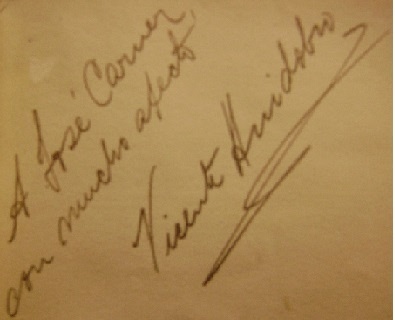 A José Carner,
con mucho afecto
Vicente Huidobro